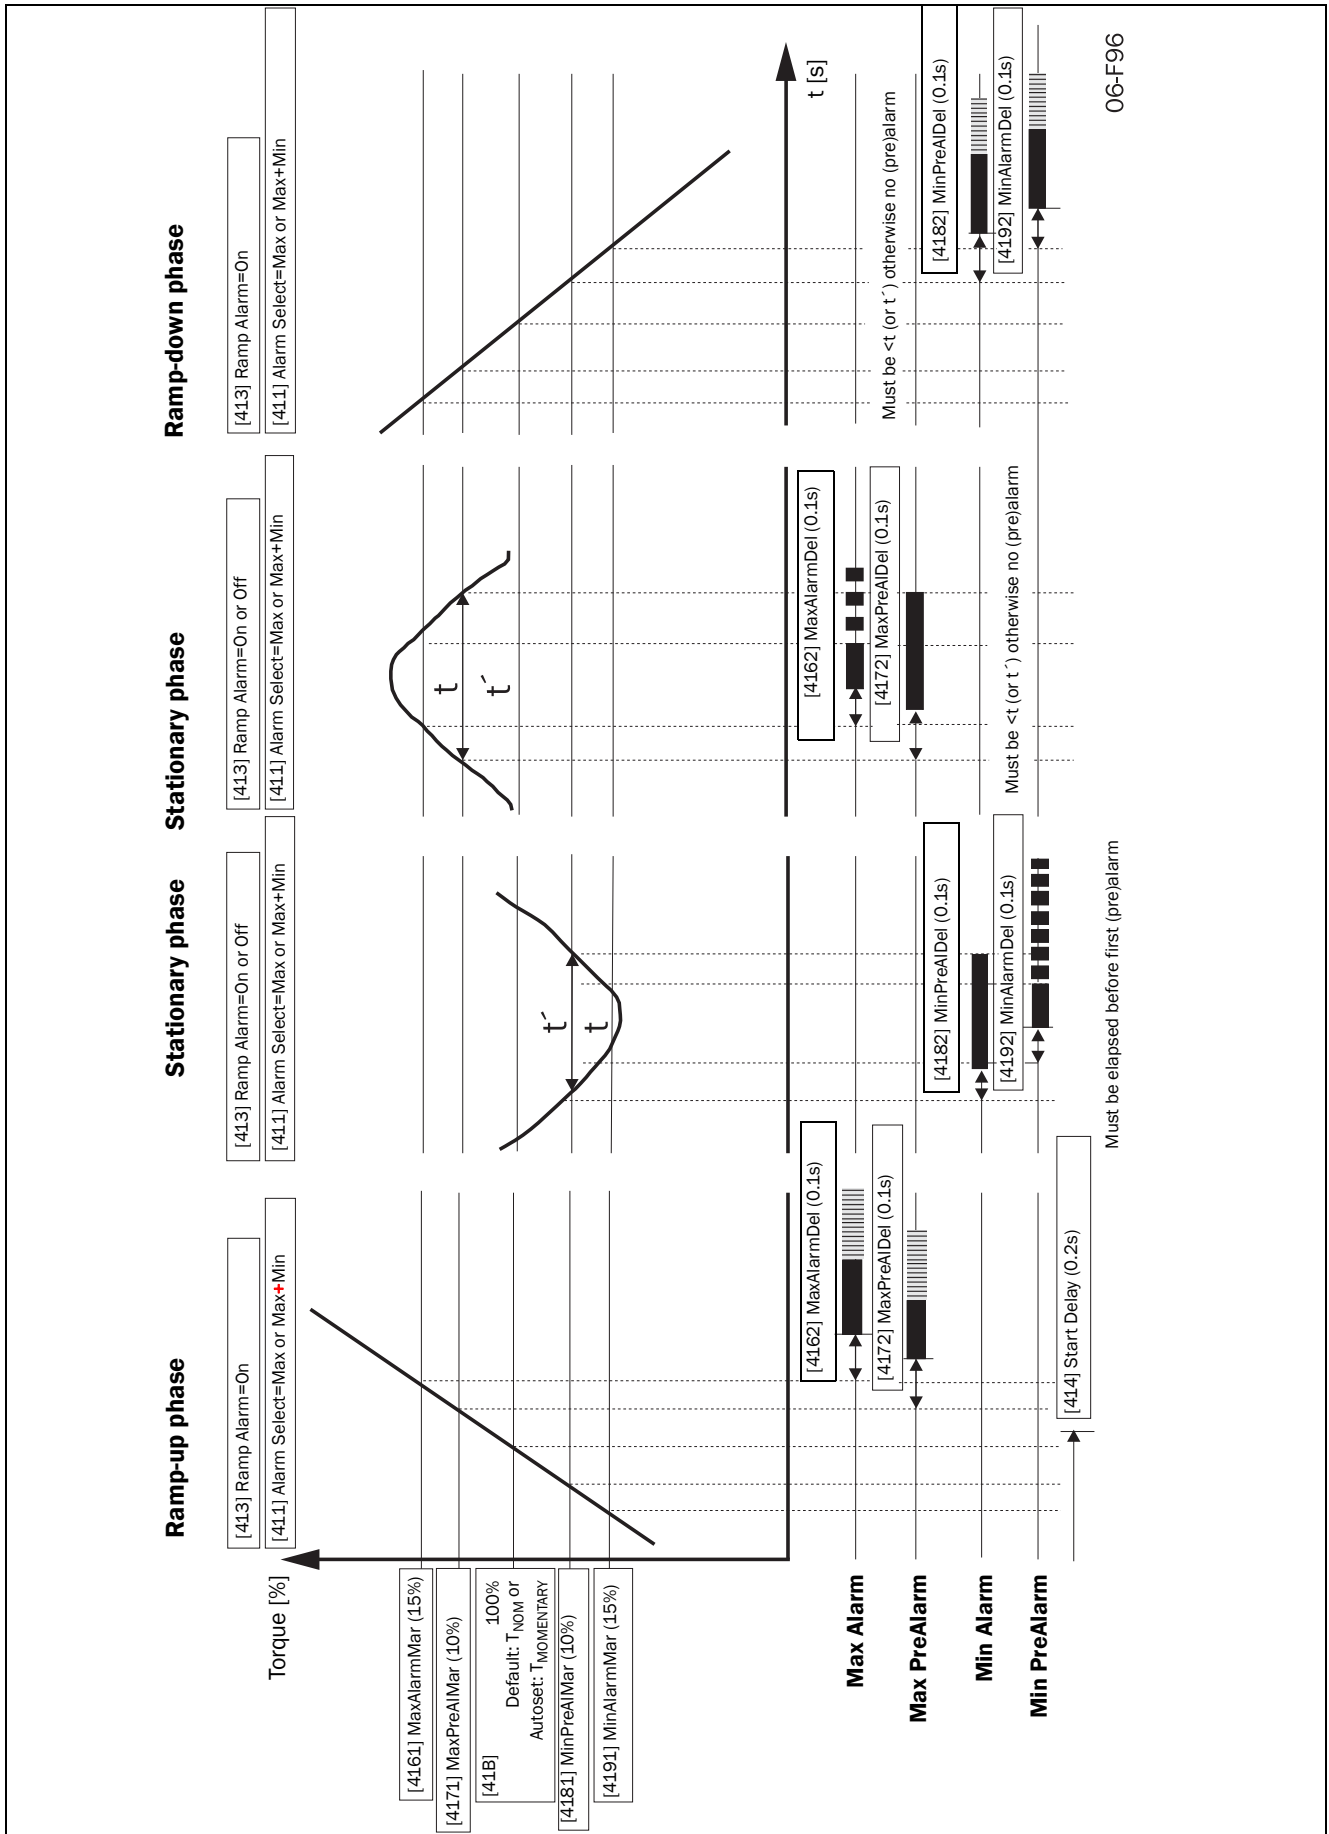 Ramp-up phase
[413] Ramp Alarm=On
[411] Alarm Select=Max or Max+Min
Stationary phase
[413] Ramp Alarm=On or Off
[411] Alarm Select=Max or Max+Min
Stationary phase
[413] Ramp Alarm=On or Off
[411] Alarm Select=Max or Max+Min
Ramp-down phase
[413] Ramp Alarm=On
[411] Alarm Select=Max or Max+Min
Torque [%]
[4161] MaxAlarmMar (15%)
[4171] MaxPreAlMar (10%)
[41B] 100%
Default: TNOM or
Autoset: TMOMENTARY
[4181] MinPreAlMar (10%)
[4191] MinAlarmMar (15%)
t´
t
t
t´
t [s]
Max Alarm
[4162] MaxAlarmDel (0.1s)
[4162] MaxAlarmDel (0.1s)
Max PreAlarm
[4172] MaxPreAlDel (0.1s)
[4172] MaxPreAlDel (0.1s)
Must be <t (or t´) otherwise no (pre)alarm
Min Alarm
[4182] MinPreAlDel (0.1s)
[4182] MinPreAlDel (0.1s)
Min PreAlarm
[4192] MinAlarmDel (0.1s)
Must be <t (or t´) otherwise no (pre)alarm
[4192] MinAlarmDel (0.1s)
[414] Start Delay (0.2s)
Must be elapsed before first (pre)alarm
06-F96